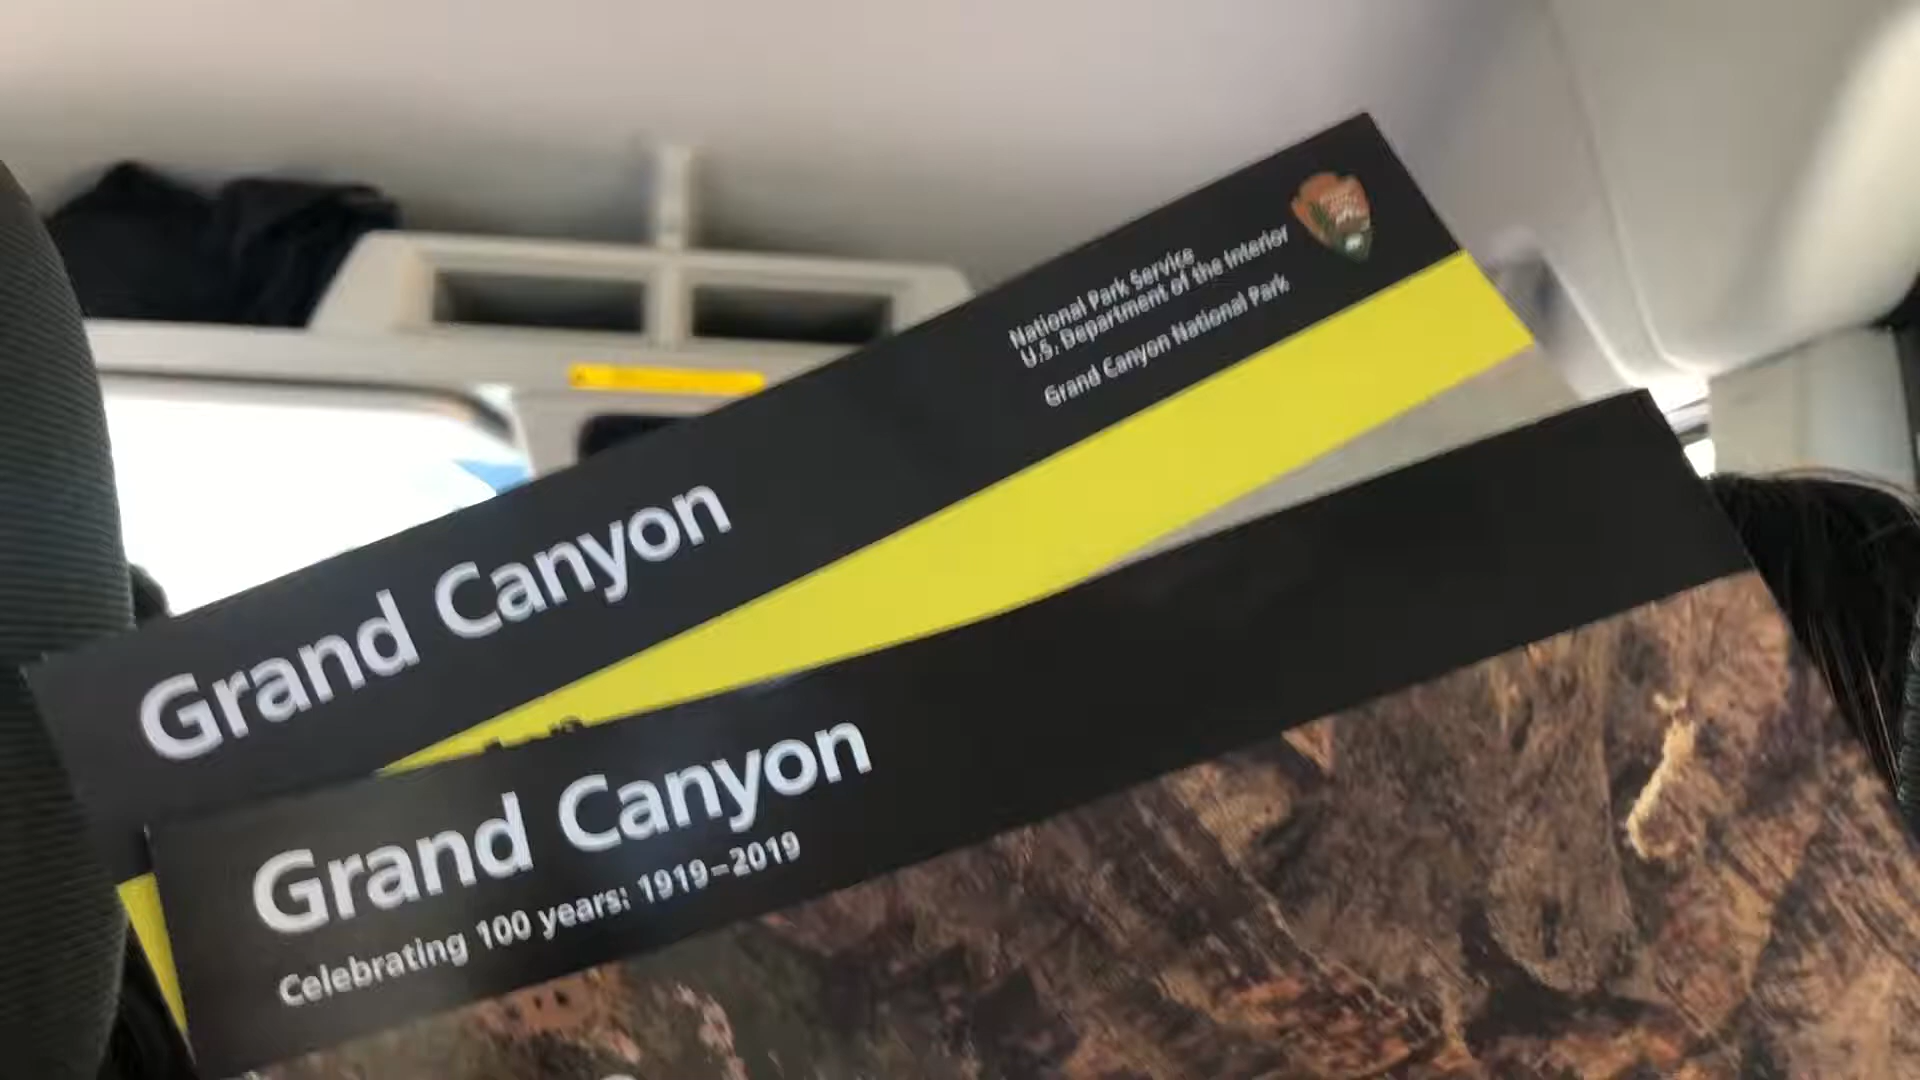 National Park Service
U.S. Department of the Interior
Grand Canyon National Park
Grand Canyon
Grand Canyon
Celebrating 100 years: 1919–2019